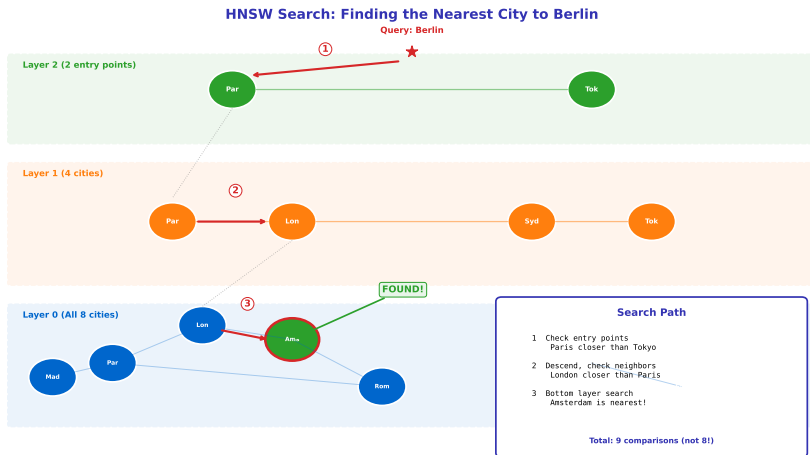 HNSW Search: Finding the Nearest City to Berlin
Query: Berlin
1
Layer 2 (2 entry points)
Par
Tok
Layer 1 (4 cities)
2
Par
Lon
Syd
Tok
FOUND!
3
Layer 0 (All 8 cities)
Lon
Ams
Par
Mad
Rom
Search Path
1 Check entry points
Paris closer than Tokyo
2 Descend, check neighbors
London closer than Paris
3 Bottom layer search
Amsterdam is nearest!
Total: 9 comparisons (not 8!)